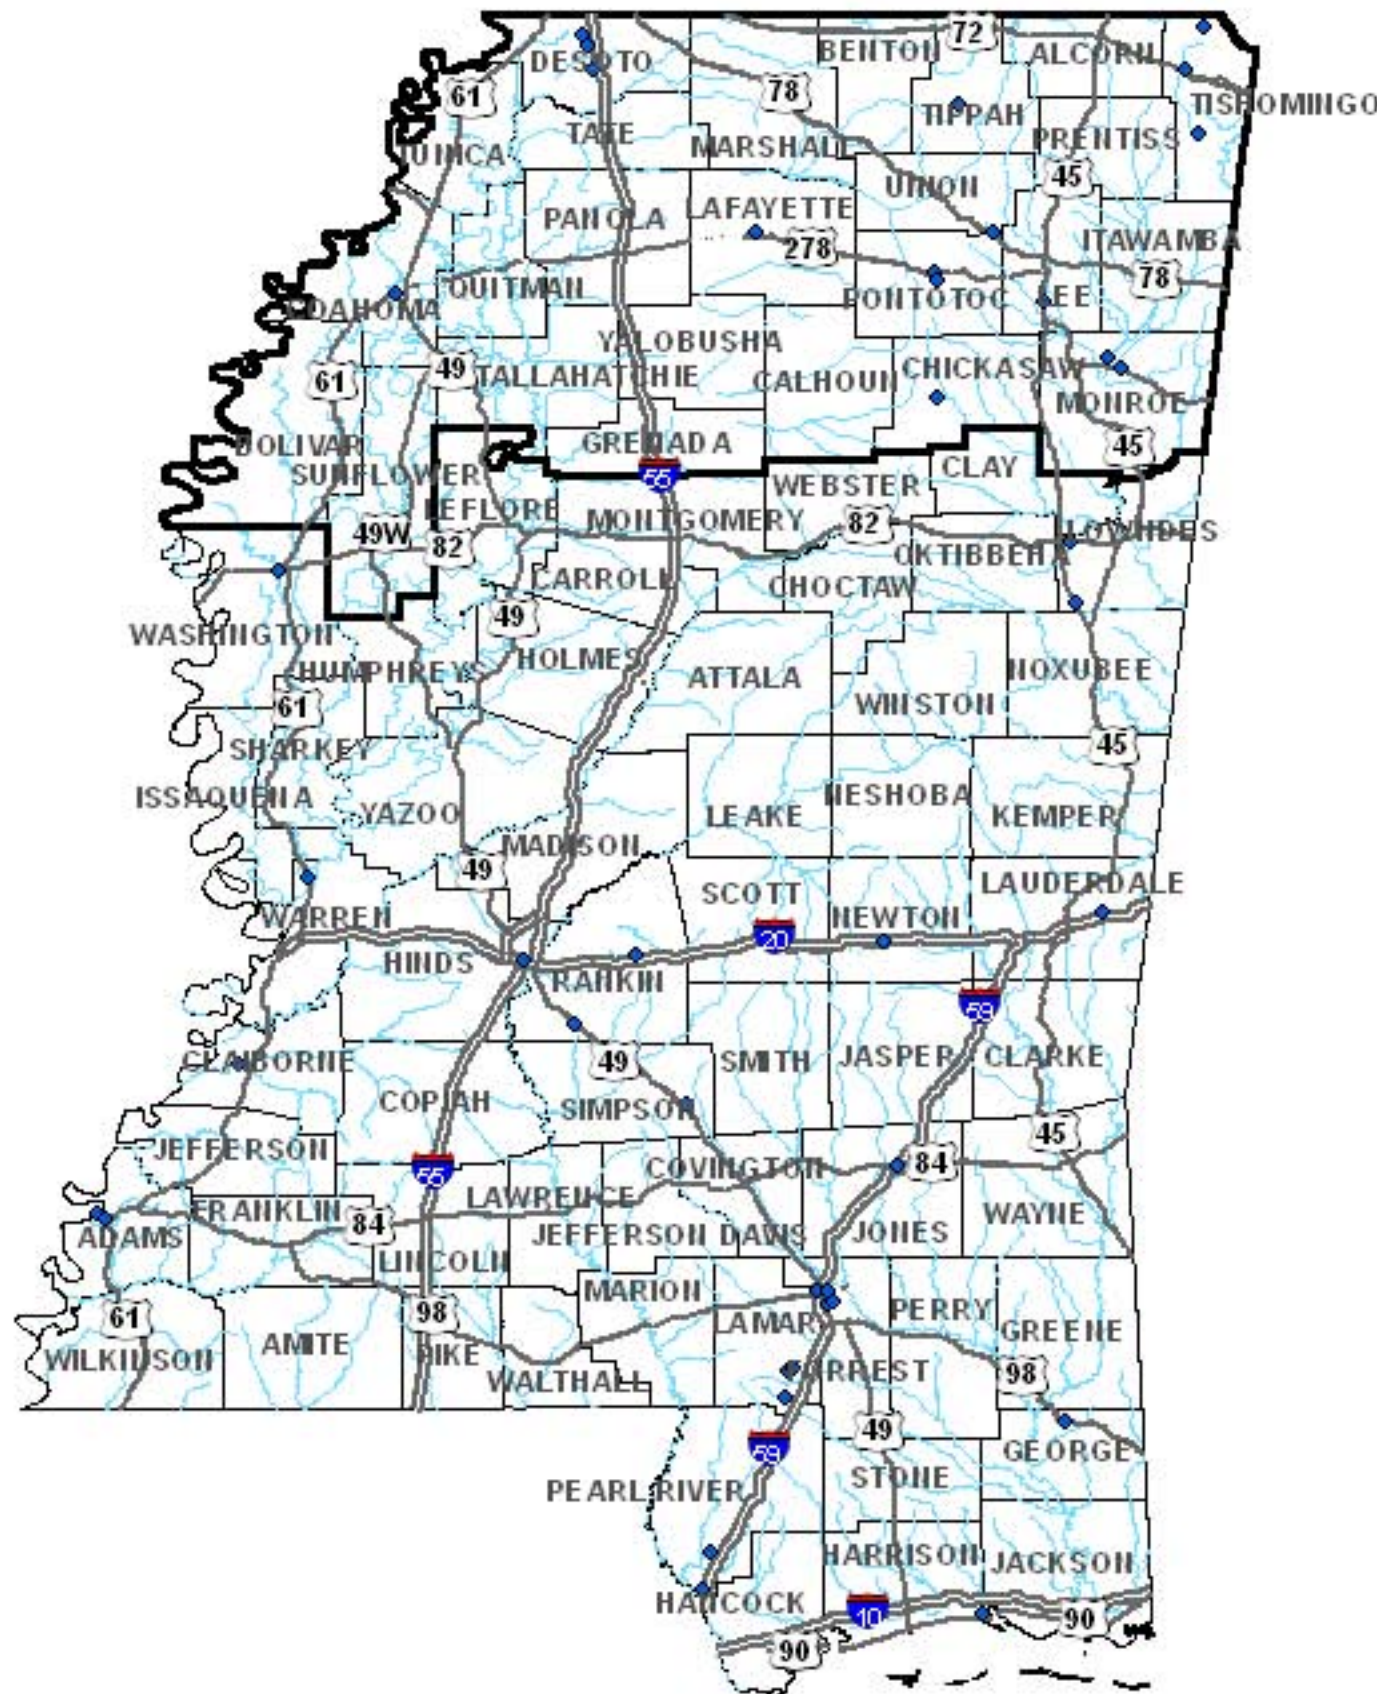 72
BENTON
ALCORN
DESOTO
61
78
TISHOMINGO
TIPPAH
TATE
PRENTISS
MARSHALL
TUNICA
45
UNION
LAFAYETTE
PANOLA
ITAWAMBA
278
78
QUITMAN
PONTOTOC
LEE
COAHOMA
YALOBUSHA
49
CHICKASAW
61
TALLAHATCHIE
CALHOUN
MONROE
GRENADA
45
BOLIVAR
CLAY
SUNFLOWER
55
WEBSTER
LEFLORE
MONTGOMERY
82
49W
LOWNDES
82
OKTIBBEHA
CARROLL
CHOCTAW
49
WASHINGTON
HOLMES
HUMPHREYS
NOXUBEE
ATTALA
WINSTON
61
45
SHARKEY
ISSAQUENA
NESHOBA
YAZOO
LEAKE
KEMPER
MADISON
49
LAUDERDALE
SCOTT
WARREN
NEWTON
20
HINDS
RANKIN
59
CLAIBORNE
49
SMITH
JASPER
CLARKE
COPIAH
SIMPSON
45
JEFFERSON
84
55
COVINGTON
LAWRENCE
FRANKLIN
84
WAYNE
ADAMS
JEFFERSON DAVIS
JONES
LINCOLN
MARION
98
PERRY
61
LAMAR
GREENE
AMITE
PIKE
WILKINSON
98
FORREST
WALTHALL
49
59
GEORGE
STONE
PEARL RIVER
HARRISON
JACKSON
HANCOCK
10
90
90